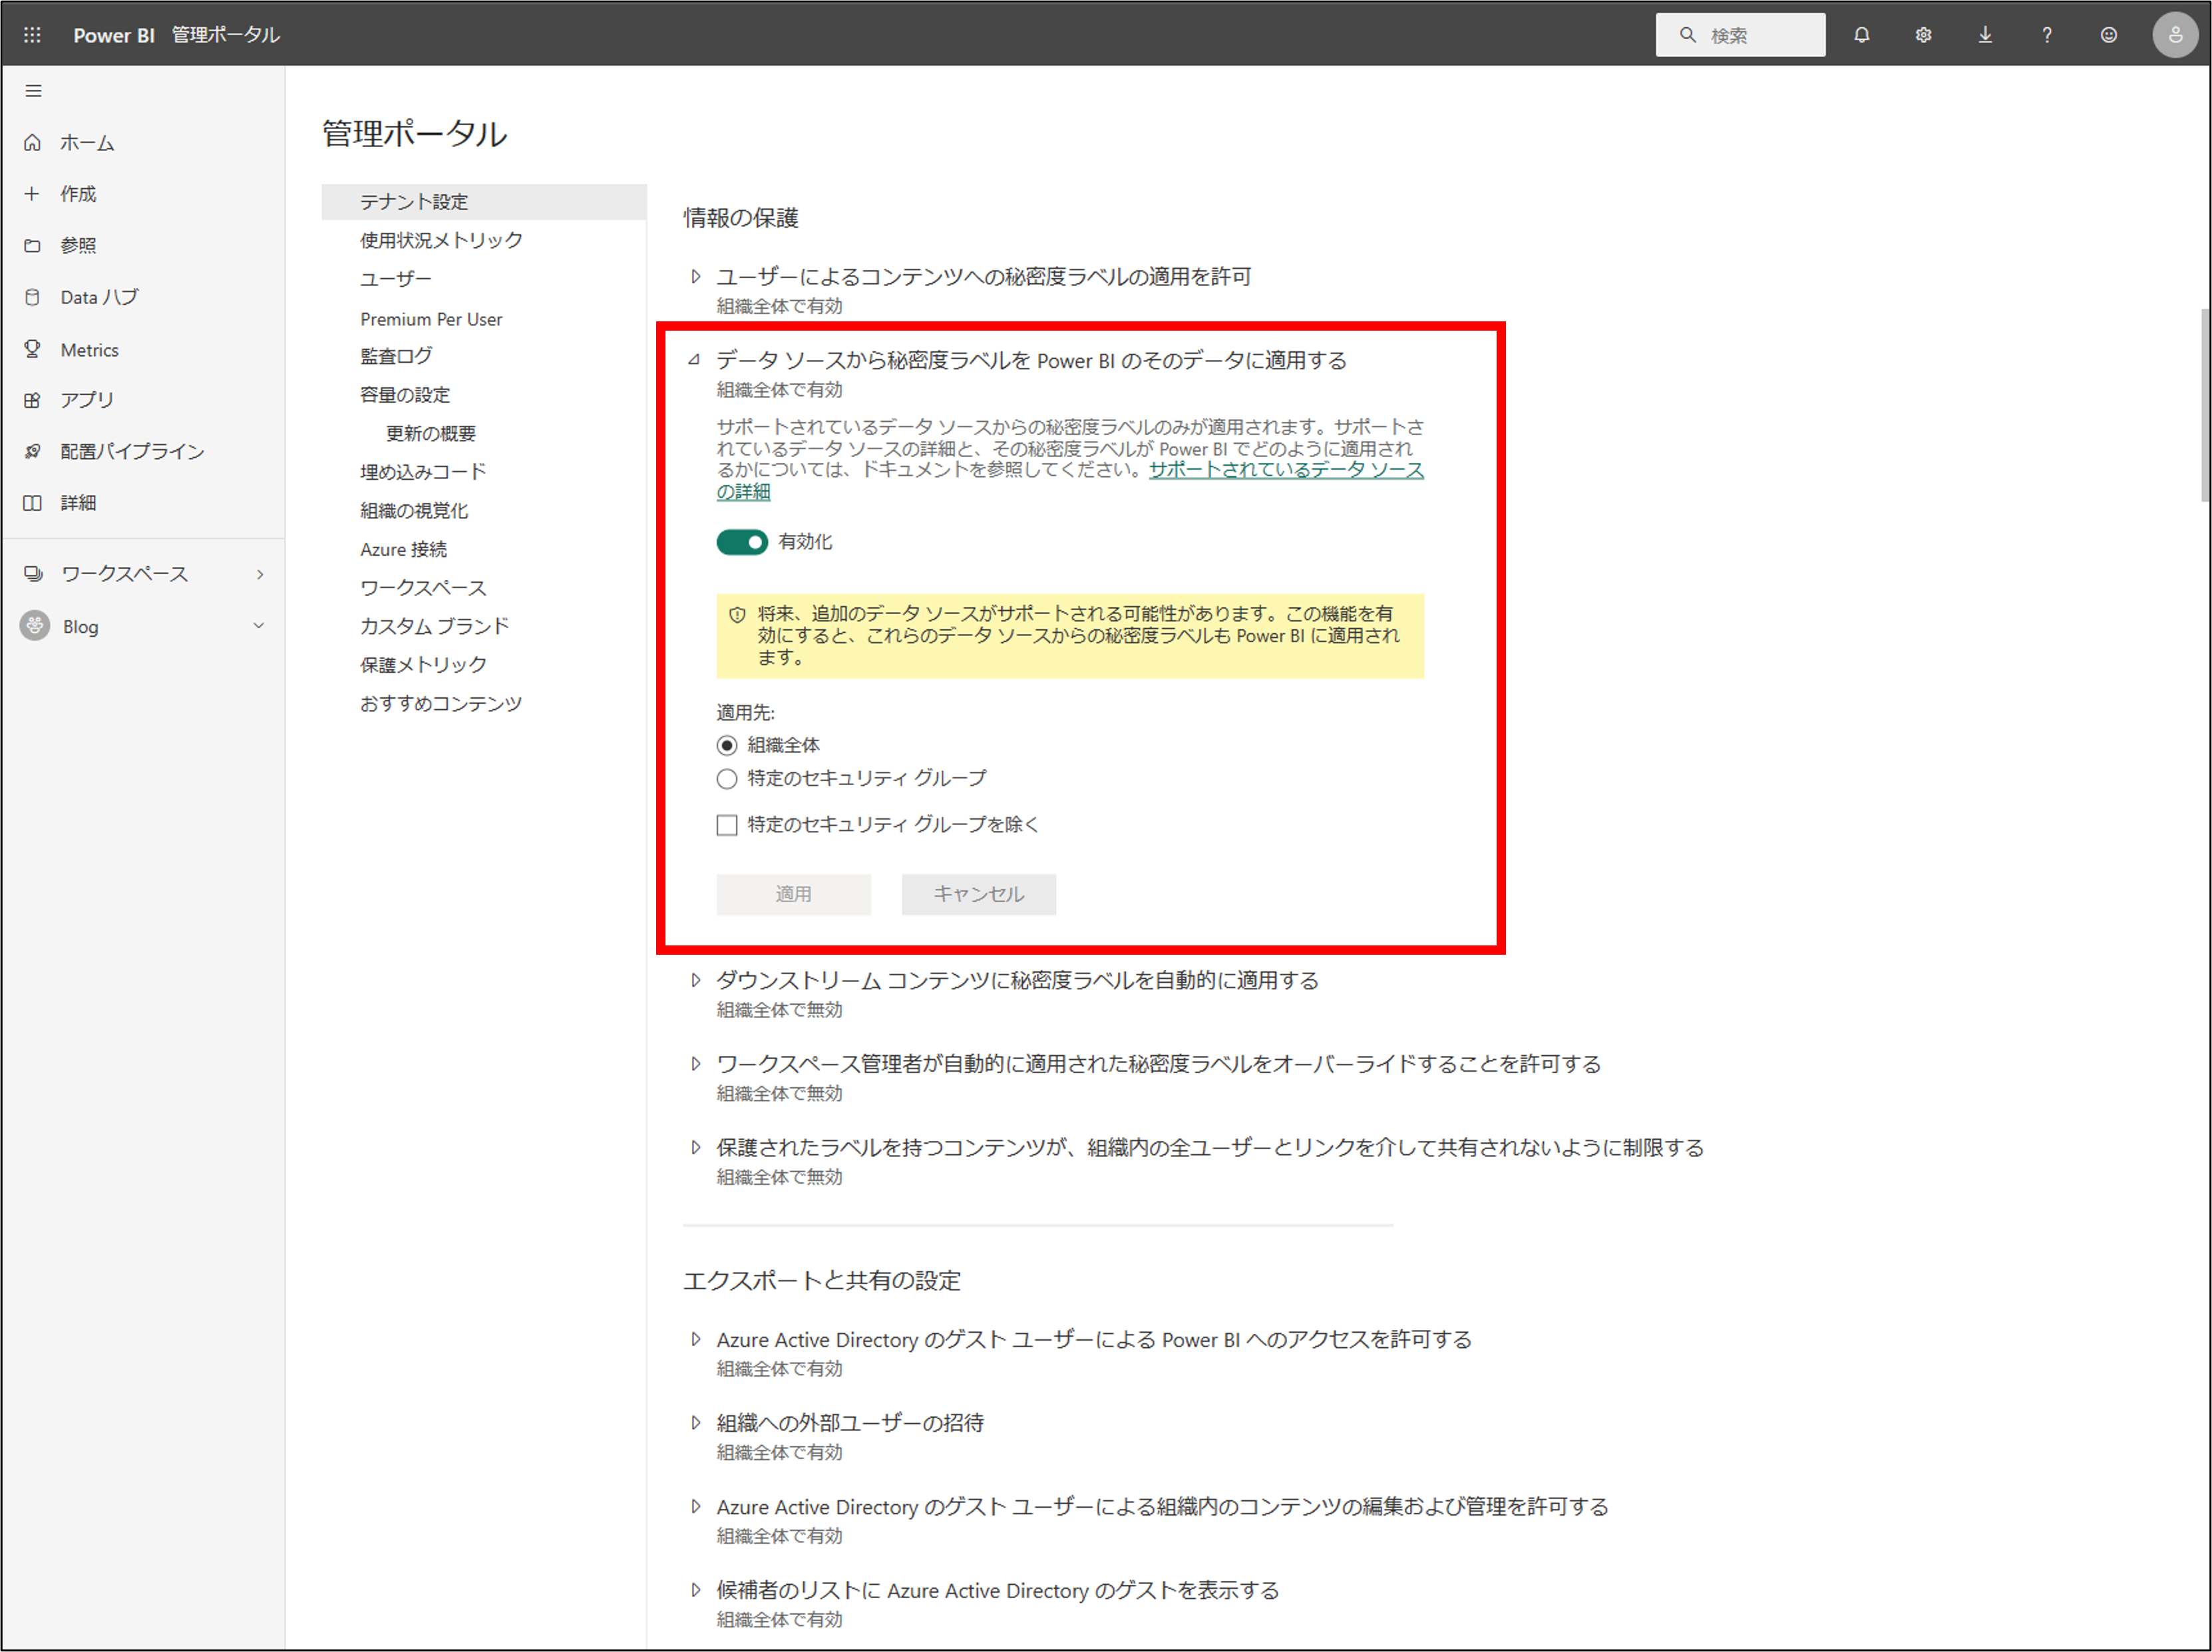 Power BI 管理ポータル
検索
ホーム
作成
参照
Data ハブ
Metrics
アプリ
配置パイプライン
詳細
ワークスペース
Blog
管理ポータル
テナント設定
使用状況メトリック
ユーザー
Premium Per User
監査ログ
容量の設定
更新の概要
埋め込みコード
組織の視覚化
Azure 接続
ワークスペース
カスタム ブランド
保護メトリック
おすすめコンテンツ
情報の保護
ユーザーによるコンテンツへの秘密度ラベルの適用を許可
組織全体で有効
データ ソースから秘密度ラベルを Power BI のそのデータに適用する
組織全体で有効
サポートされているデータ ソースからの秘密度ラベルのみが適用されます。サポートさ
れているデータ ソースの詳細と、その秘密度ラベルが Power BI でどのように適用され
るかについては、ドキュメントを参照してください。サポートされているデータ ソース
の詳細
有効化
将来、追加のデータ ソースがサポートされる可能性があります。この機能を有
効にすると、これらのデータ ソースからの秘密度ラベルも Power BI に適用され
ます。
適用先:
組織全体
特定のセキュリティ グループ
特定のセキュリティ グループを除く
適用
キャンセル
ダウンストリーム コンテンツに秘密度ラベルを自動的に適用する
組織全体で無効
ワークスペース管理者が自動的に適用された秘密度ラベルをオーバーライドすることを許可する
組織全体で無効
保護されたラベルを持つコンテンツが、組織内の全ユーザーとリンクを介して共有されないように制限する
組織全体で無効
エクスポートと共有の設定
Azure Active Directory のゲスト ユーザーによる Power BI へのアクセスを許可する
組織全体で有効
組織への外部ユーザーの招待
組織全体で有効
Azure Active Directory のゲスト ユーザーによる組織内のコンテンツの編集および管理を許可する
組織全体で有効
候補者のリストに Azure Active Directory のゲストを表示する
組織全体で有効